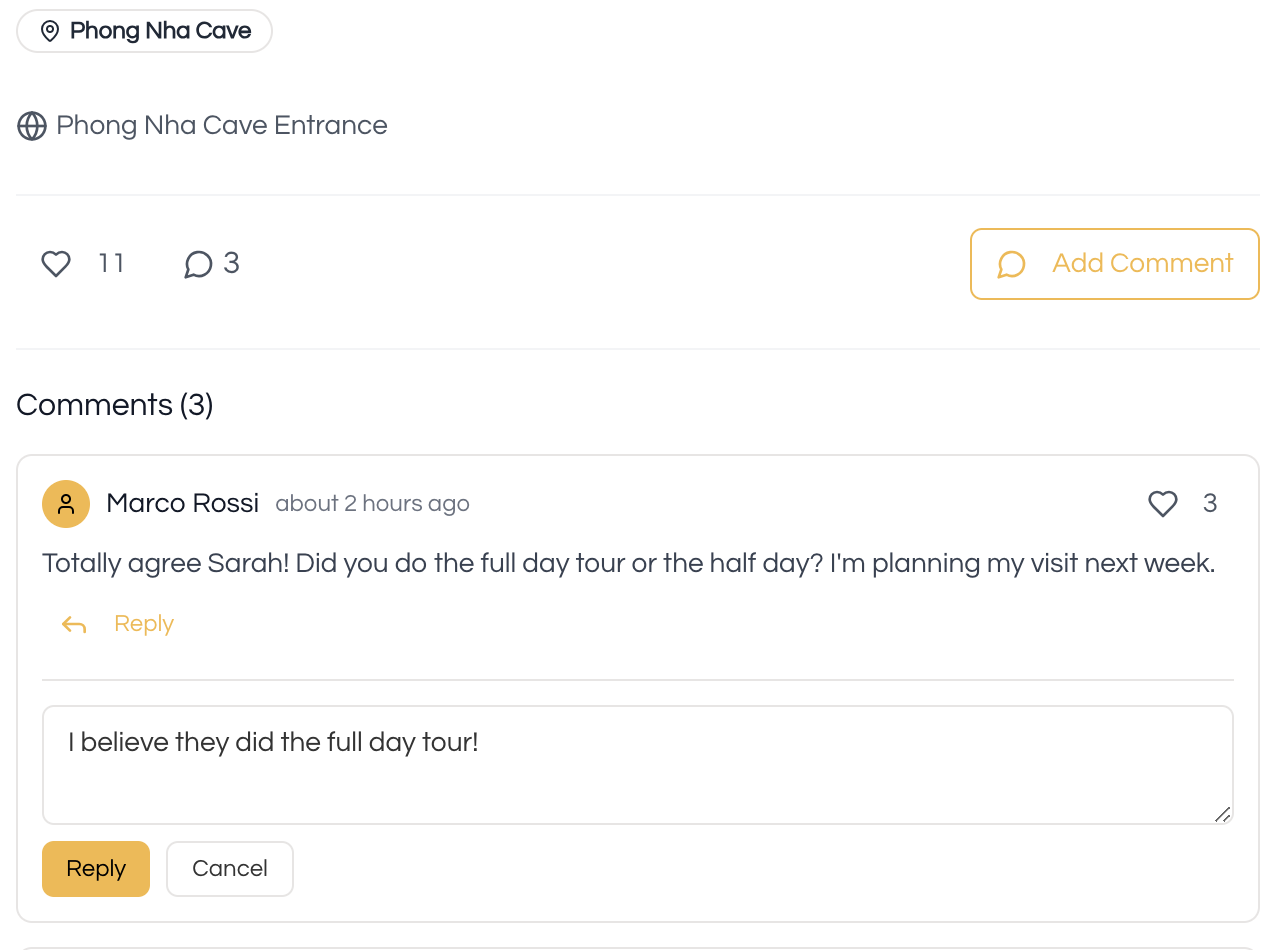 Phong Nha Cave
Phong Nha Cave Entrance
11 3 Add Comment
Comments (3)
Marco Rossi about 2 hours ago 3
Totally agree Sarah! Did you do the full day tour or the half day? I'm planning my visit next week.
Reply
I believe they did the full day tour!
Reply Cancel